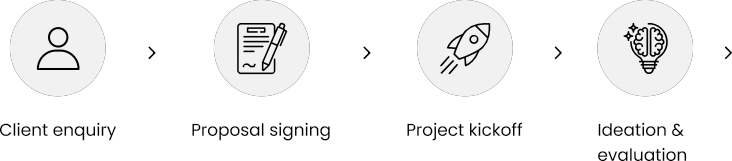 Client enquiry
Proposal signing
Project kickoff
Ideation &
evaluation